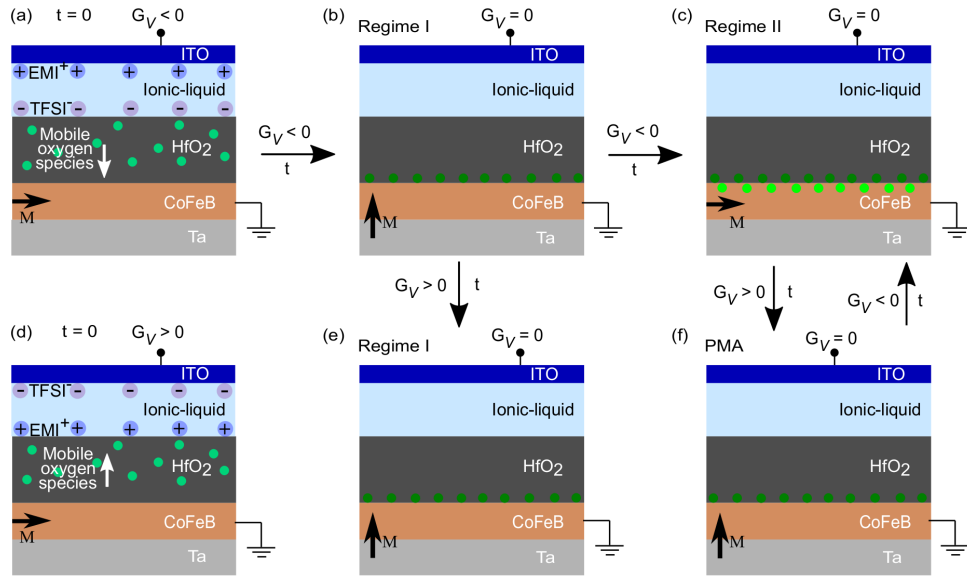 (a) t = 0 G_V < 0
ITO
+ EMI⁺ + + + +
Ionic-liquid
- TFSI⁻ - - - -
Mobile oxygen species
HfO₂
CoFeB
M
Ta
G_V < 0
t
(b) Regime I G_V = 0
ITO
Ionic-liquid
HfO₂
CoFeB
M
Ta
G_V < 0
t
(c) Regime II G_V = 0
ITO
Ionic-liquid
HfO₂
CoFeB
M
Ta
G_V > 0 t
G_V > 0 t
G_V < 0 t
(d) t = 0 G_V > 0
ITO
- TFSI⁻ - - - -
Ionic-liquid
+ EMI⁺ + + + +
Mobile oxygen species
HfO₂
CoFeB
M
Ta
(e) Regime I G_V = 0
ITO
Ionic-liquid
HfO₂
CoFeB
M
Ta
(f) PMA G_V = 0
ITO
Ionic-liquid
HfO₂
CoFeB
M
Ta